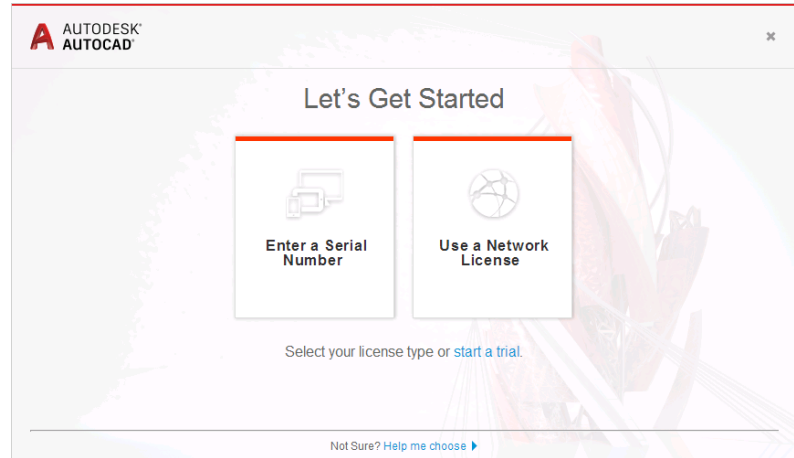 AUTODESK®
AUTOCAD®
Let's Get Started
Enter a Serial
Number
Use a Network
License
Select your license type or start a trial.
Not Sure? Help me choose